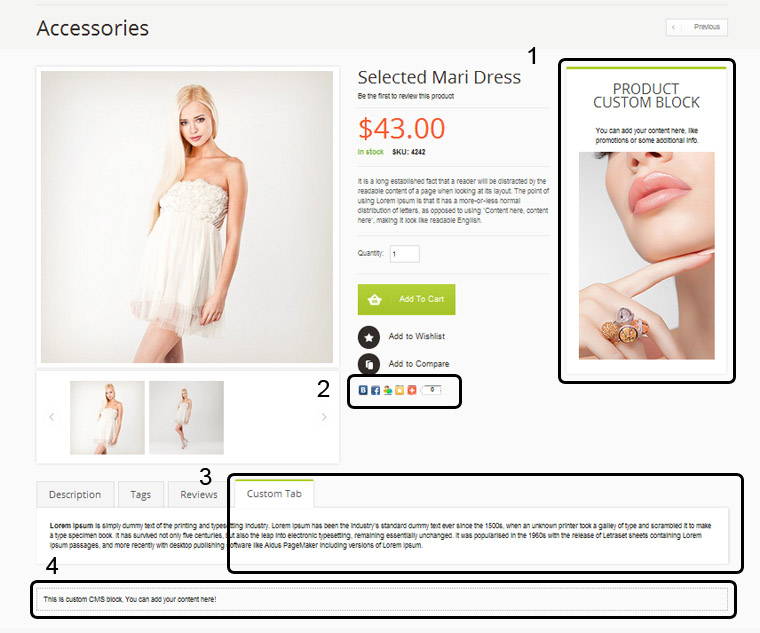 Accessories
Previous
1
Selected Mari Dress
Be the first to review this product
$43.00
In stock SKU: 4242
It is a long established fact that a reader will be distracted by the
readable content of a page when looking at its layout. The point of
using Lorem Ipsum is that it has a more-or-less normal
distribution of letters, as opposed to using 'Content here, content
here', making it look like readable English.
Quantity: 1
Add To Cart
Add to Wishlist
Add to Compare
PRODUCT
CUSTOM BLOCK
You can add your content here, like
promotions or some additional info.
2
0
3
Description
Tags
Reviews
Custom Tab
Lorem Ipsum is simply dummy text of the printing and typesetting industry. Lorem Ipsum has been the industry's standard dummy text ever since the 1500s, when an unknown printer took a galley of type and scrambled it to make
a type specimen book. It has survived not only five centuries, but also the leap into electronic typesetting, remaining essentially unchanged. It was popularised in the 1960s with the release of Letraset sheets containing Lorem
Ipsum passages, and more recently with desktop publishing software like Aldus PageMaker including versions of Lorem Ipsum.
4
This is custom CMS block. You can add your content here!